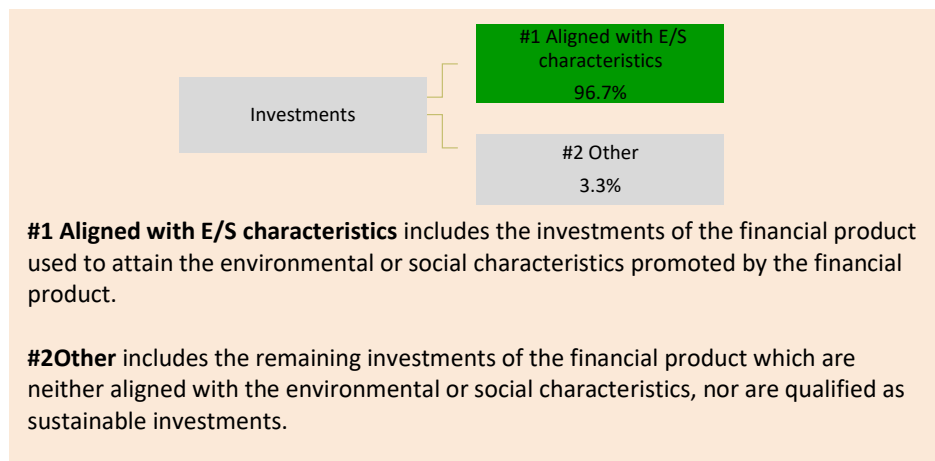 #1 Aligned with E/S
characteristics
96.7%
Investments
#2 Other
3.3%
#1 Aligned with E/S characteristics includes the investments of the financial product
used to attain the environmental or social characteristics promoted by the financial
product.
#2Other includes the remaining investments of the financial product which are
neither aligned with the environmental or social characteristics, nor are qualified as
sustainable investments.